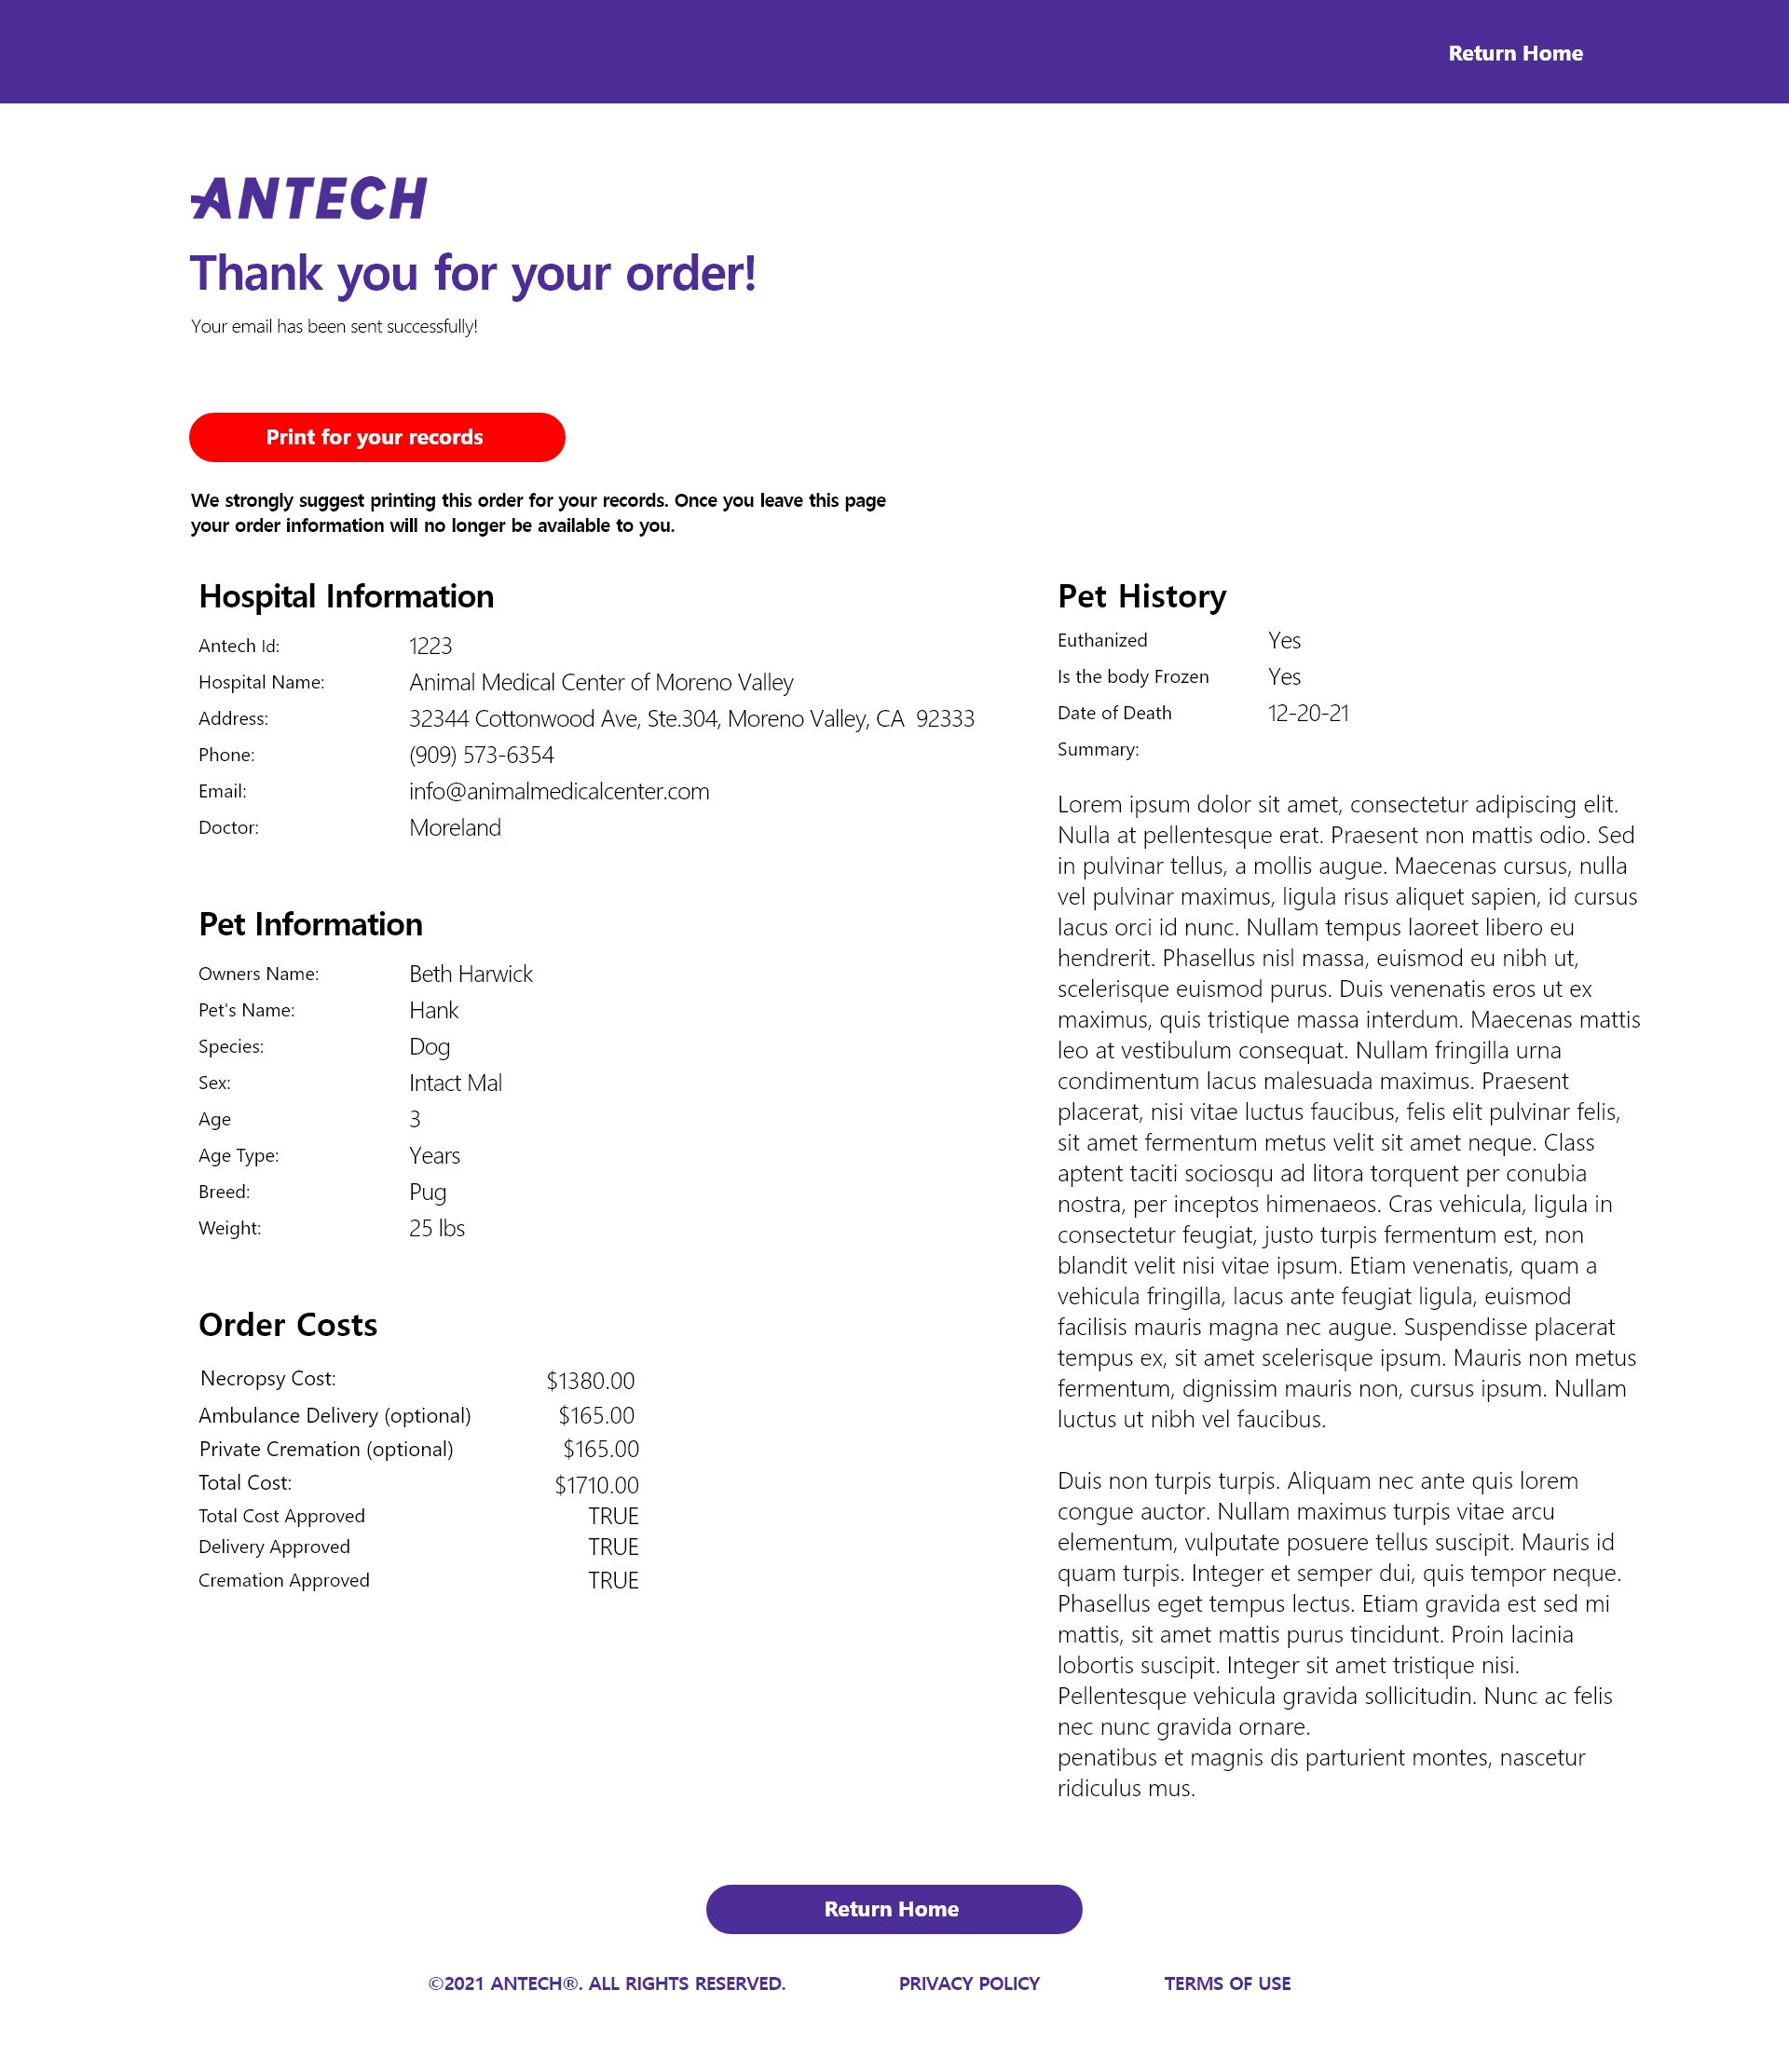 Return Home
ANTECH
Thank you for your order!
Your email has been sent successfully!
Print for your records
We strongly suggest printing this order for your records. Once you leave this page
your order information will no longer be available to you.
Hospital Information
Antech Id: 1223
Hospital Name: Animal Medical Center of Moreno Valley
Address: 32344 Cottonwood Ave, Ste.304, Moreno Valley, CA  92333
Phone: (909) 573-6354
Email: info@animalmedicalcenter.com
Doctor: Moreland
Pet Information
Owners Name: Beth Harwick
Pet's Name: Hank
Species: Dog
Sex: Intact Mal
Age 3
Age Type: Years
Breed: Pug
Weight: 25 lbs
Order Costs
Necropsy Cost: $1380.00
Ambulance Delivery (optional) $165.00
Private Cremation (optional) $165.00
Total Cost: $1710.00
Total Cost Approved TRUE
Delivery Approved TRUE
Cremation Approved TRUE
Pet History
Euthanized Yes
Is the body Frozen Yes
Date of Death 12-20-21
Summary:
Lorem ipsum dolor sit amet, consectetur adipiscing elit.
Nulla at pellentesque erat. Praesent non mattis odio. Sed
in pulvinar tellus, a mollis augue. Maecenas cursus, nulla
vel pulvinar maximus, ligula risus aliquet sapien, id cursus
lacus orci id nunc. Nullam tempus laoreet libero eu
hendrerit. Phasellus nisl massa, euismod eu nibh ut,
scelerisque euismod purus. Duis venenatis eros ut ex
maximus, quis tristique massa interdum. Maecenas mattis
leo at vestibulum consequat. Nullam fringilla urna
condimentum lacus malesuada maximus. Praesent
placerat, nisi vitae luctus faucibus, felis elit pulvinar felis,
sit amet fermentum metus velit sit amet neque. Class
aptent taciti sociosqu ad litora torquent per conubia
nostra, per inceptos himenaeos. Cras vehicula, ligula in
consectetur feugiat, justo turpis fermentum est, non
blandit velit nisi vitae ipsum. Etiam venenatis, quam a
vehicula fringilla, lacus ante feugiat ligula, euismod
facilisis mauris magna nec augue. Suspendisse placerat
tempus ex, sit amet scelerisque ipsum. Mauris non metus
fermentum, dignissim mauris non, cursus ipsum. Nullam
luctus ut nibh vel faucibus.
Duis non turpis turpis. Aliquam nec ante quis lorem
congue auctor. Nullam maximus turpis vitae arcu
elementum, vulputate posuere tellus suscipit. Mauris id
quam turpis. Integer et semper dui, quis tempor neque.
Phasellus eget tempus lectus. Etiam gravida est sed mi
mattis, sit amet mattis purus tincidunt. Proin lacinia
lobortis suscipit. Integer sit amet tristique nisi.
Pellentesque vehicula gravida sollicitudin. Nunc ac felis
nec nunc gravida ornare.
penatibus et magnis dis parturient montes, nascetur
ridiculus mus.
Return Home
©2021 ANTECH®. ALL RIGHTS RESERVED. PRIVACY POLICY TERMS OF USE